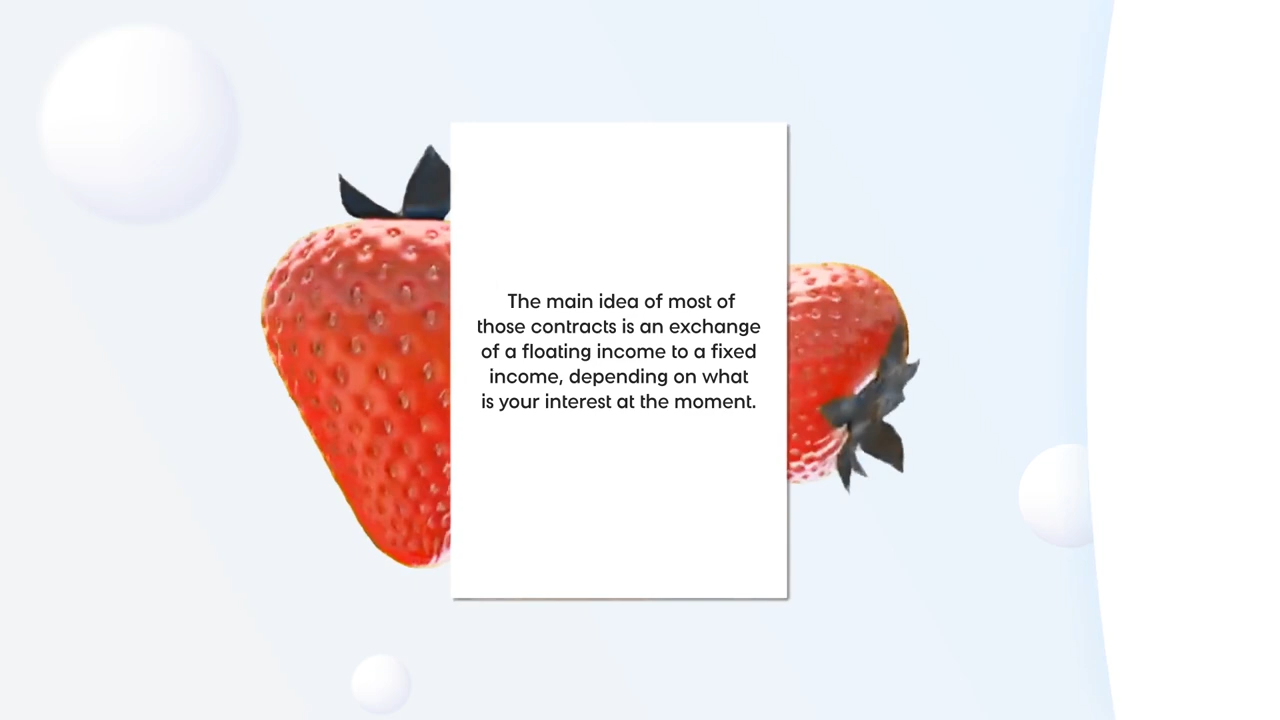 The main idea of most of
those contracts is an exchange
of a floating income to a fixed
income, depending on what
is your interest at the moment.